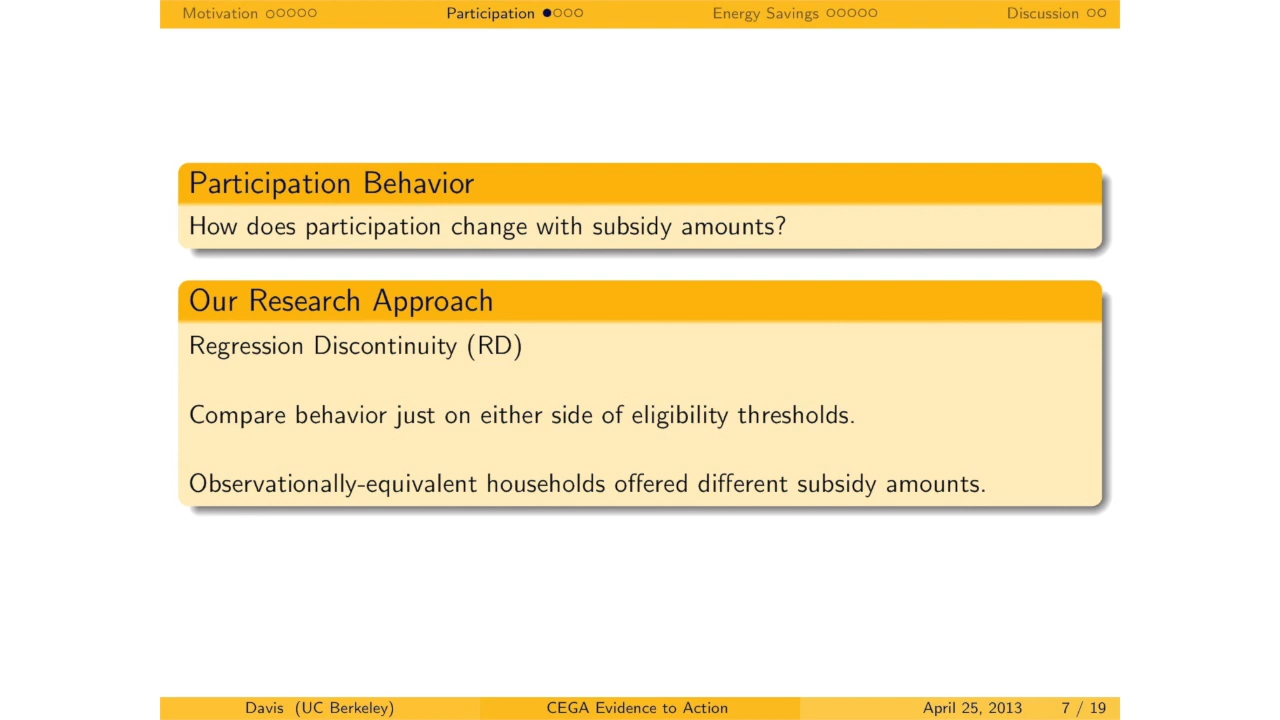 Motivation Participation Energy Savings Discussion
Participation Behavior
How does participation change with subsidy amounts?
Our Research Approach
Regression Discontinuity (RD)
Compare behavior just on either side of eligibility thresholds.
Observationally-equivalent households offered different subsidy amounts.
Davis (UC Berkeley) CEGA Evidence to Action April 25, 2013 7 / 19